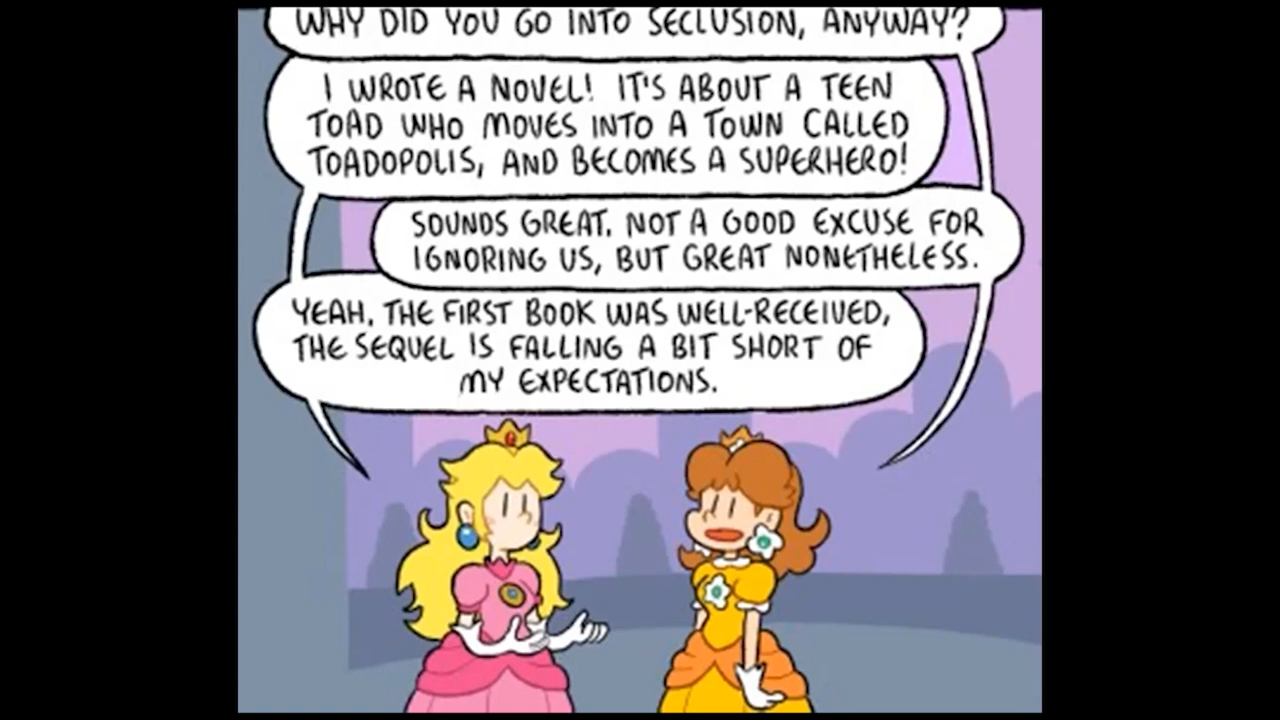 WHY DID YOU GO INTO SECLUSION, ANYWAY?
I WROTE A NOVEL! IT'S ABOUT A TEEN
TOAD WHO MOVES INTO A TOWN CALLED
TOADOPOLIS, AND BECOMES A SUPERHERO!
SOUNDS GREAT. NOT A GOOD EXCUSE FOR
IGNORING US, BUT GREAT NONETHELESS.
YEAH. THE FIRST BOOK WAS WELL-RECEIVED,
THE SEQUEL IS FALLING A BIT SHORT OF
MY EXPECTATIONS.